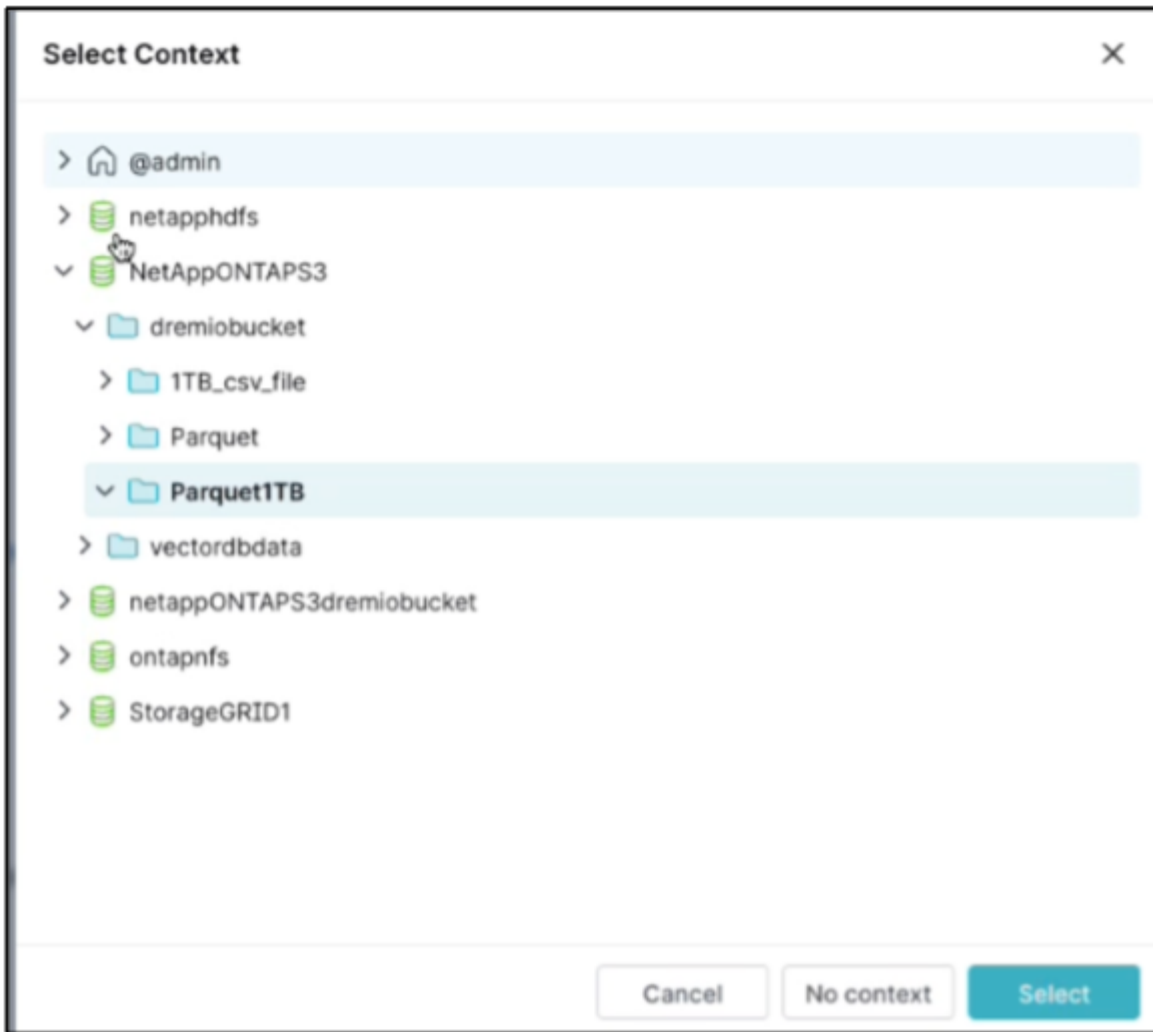 Select Context
@admin
netapphdfs
NetAppONTAPS3
dremiobucket
1TB_csv_file
Parquet
Parquet1TB
vectordbdata
netappONTAPS3dremiobucket
ontapnfs
StorageGRID1
Cancel No context Select